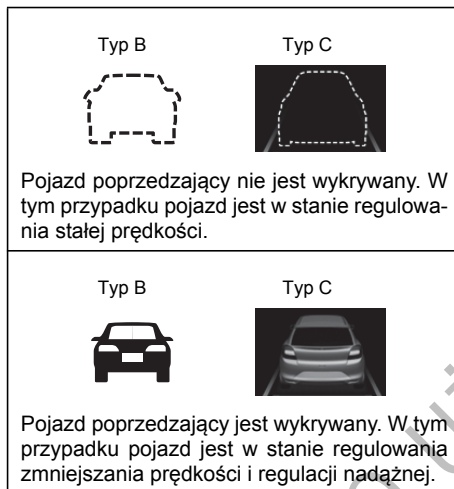 Typ B Typ C
Pojazd poprzedzający nie jest wykrywany. W
tym przypadku pojazd jest w stanie regulowa-
nia stałej prędkości.
Typ B Typ C
Pojazd poprzedzający jest wykrywany. W tym
przypadku pojazd jest w stanie regulowania
zmniejszania prędkości i regulacji nadążnej.